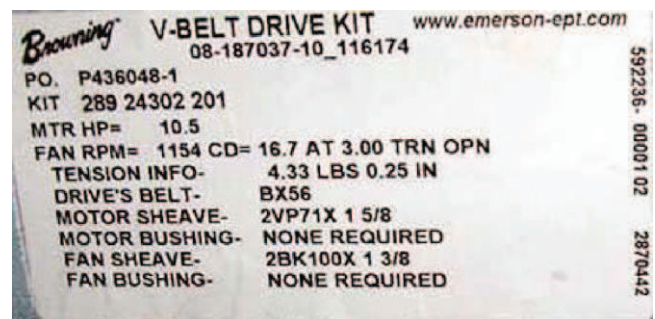 Browning V-BELT DRIVE KIT www.emerson-ept.com
08-187037-10_116174
PO. P436048-1
KIT 289 24302 201
MTR HP= 10.5
FAN RPM= 1154 CD= 16.7 AT 3.00 TRN OPN
TENSION INFO- 4.33 LBS 0.25 IN
DRIVE'S BELT- BX56
MOTOR SHEAVE- 2VP71X 1 5/8
MOTOR BUSHING- NONE REQUIRED
FAN SHEAVE- 2BK100X 1 3/8
FAN BUSHING- NONE REQUIRED
592236- 00001 02 2870442